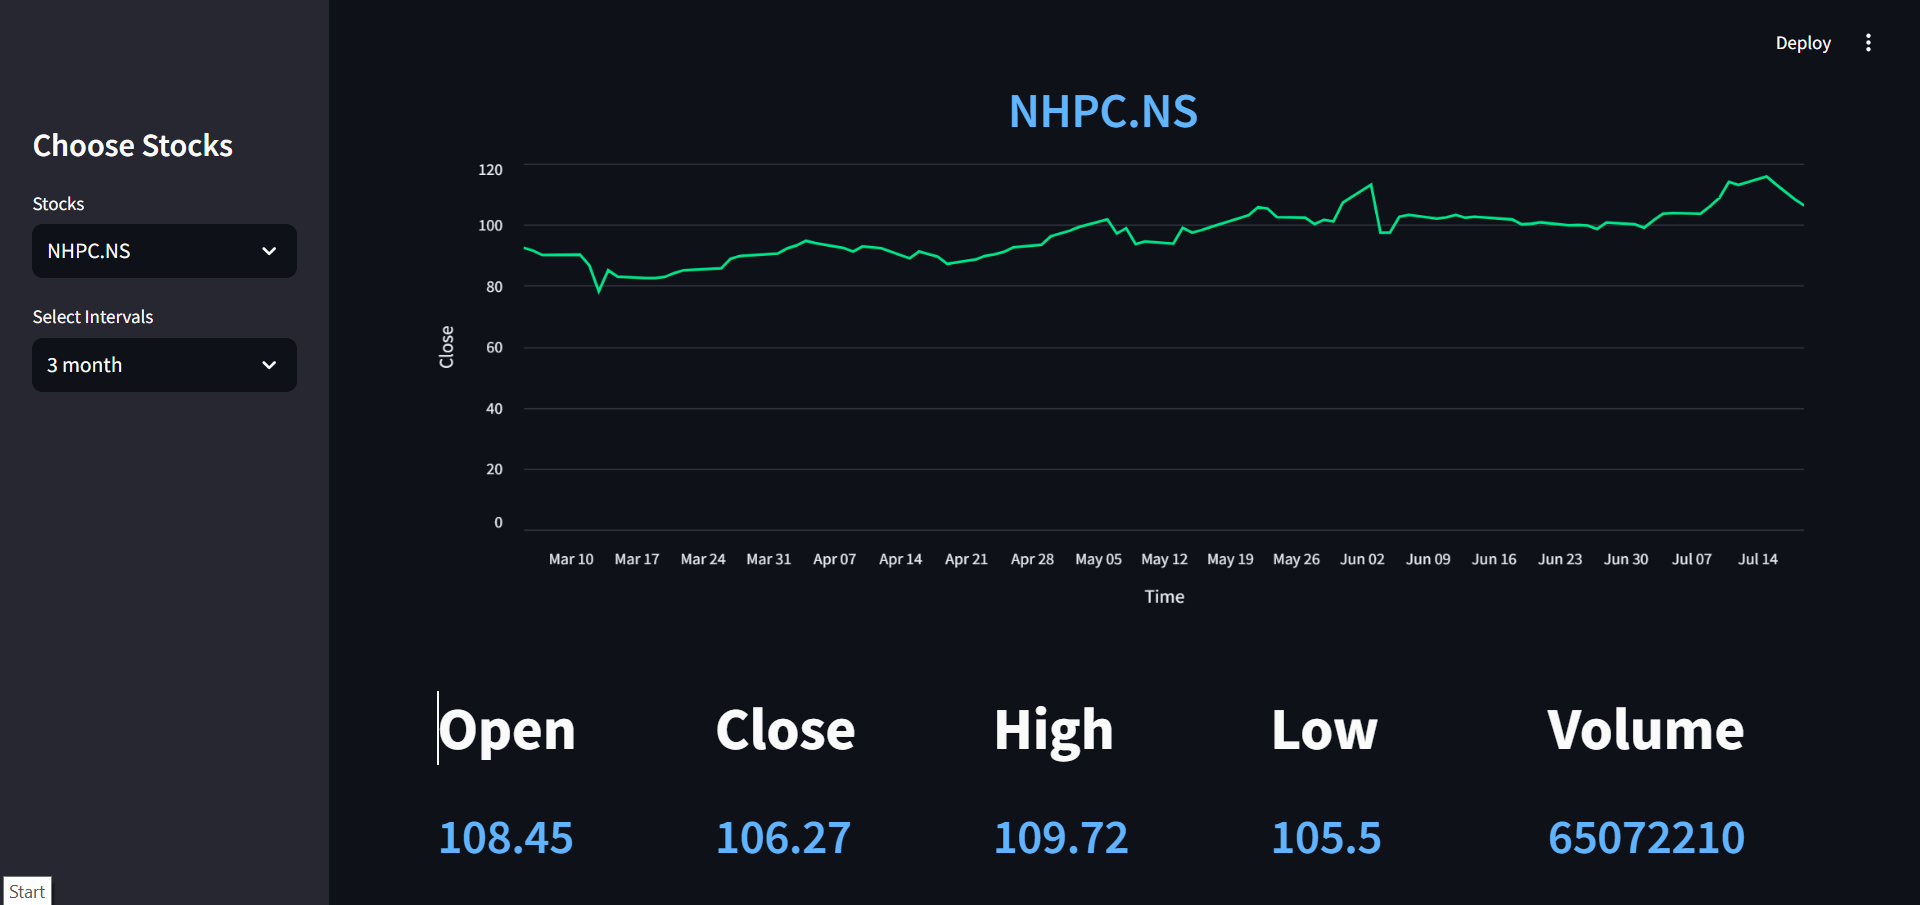 Deploy
Choose Stocks
Stocks
NHPC.NS
Select Intervals
3 month
NHPC.NS
120
100
80
60
40
20
0
Close
Mar 10 Mar 17 Mar 24 Mar 31 Apr 07 Apr 14 Apr 21 Apr 28 May 05 May 12 May 19 May 26 Jun 02 Jun 09 Jun 16 Jun 23 Jun 30 Jul 07 Jul 14
Time
Open Close High Low Volume
108.45 106.27 109.72 105.5 65072210
Start